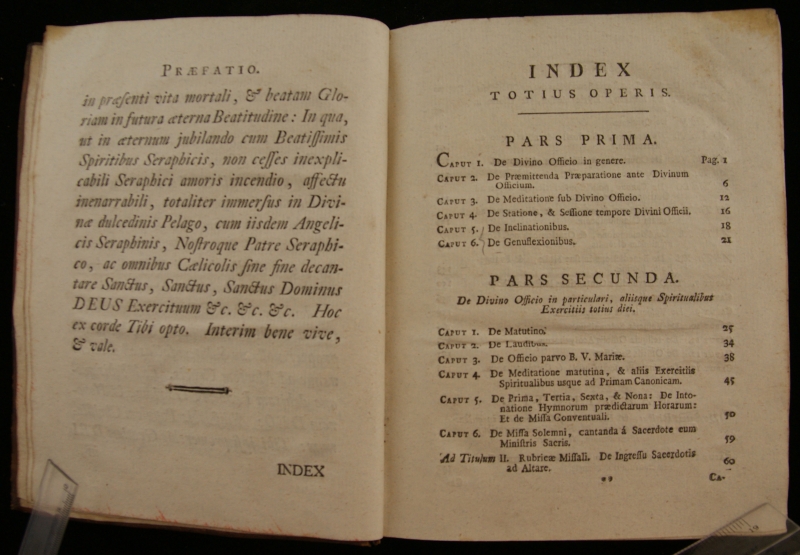 PRÆFATIO.
in præſenti vita mortali, & beatam Glo-
riam in futura æterna Beatitudine: In qua,
ut in æternum jubilando cum Beatiſſimis
Spiritibus Seraphicis, non ceſſes inexpli-
cabili Seraphici amoris incendio, affectu
inenarrabili, totaliter immerſus in Divi-
næ dulcedinis Pelago, cum iisdem Angeli-
cis Seraphinis, Noſtroque Patre Seraphi-
co, ac omnibus Cælicolis ſine fine decan-
tare Sanctus, Sanctus, Sanctus Dominus
DEUS Exercituum &c. &c. &c. Hoc
ex corde Tibi opto. Interim bene vive,
& vale.
INDEX
INDEX
TOTIUS OPERIS.
PARS PRIMA.
CAPUT 1. De Divino Officio in genere. Pag. 1
CAPUT 2. De Præmittenda Præparatione ante Divinum
Officium. 6
CAPUT 3. De Meditatione ſub Divino Officio. 12
CAPUT 4. De Statione, & Seſſione tempore Divini Officii. 16
CAPUT 5. De Inclinationibus. 18
CAPUT 6. De Genuflexionibus. 21
PARS SECUNDA.
De Divino Officio in particulari, aliisque Spiritualibus
Exercitiis totius diei.
CAPUT 1. De Matutino. 25
CAPUT 2. De Laudibus. 34
CAPUT 3. De Officio parvo B. V. Mariæ. 38
CAPUT 4. De Meditatione matutina, & aliis Exercitiis
Spiritualibus usque ad Primam Canonicam. 45
CAPUT 5. De Prima, Tertia, Sexta, & Nona: De Into-
natione Hymnorum prædictarum Horarum:
Et de Miſſa Conventuali. 50
CAPUT 6. De Miſſa Solemni, cantanda á Sacerdote cum
Miniſtris Sacris. 59
Ad Titulum II. Rubricæ Miſſali. De Ingreſſu Sacerdotis
ad Altare. 60
** Ca-